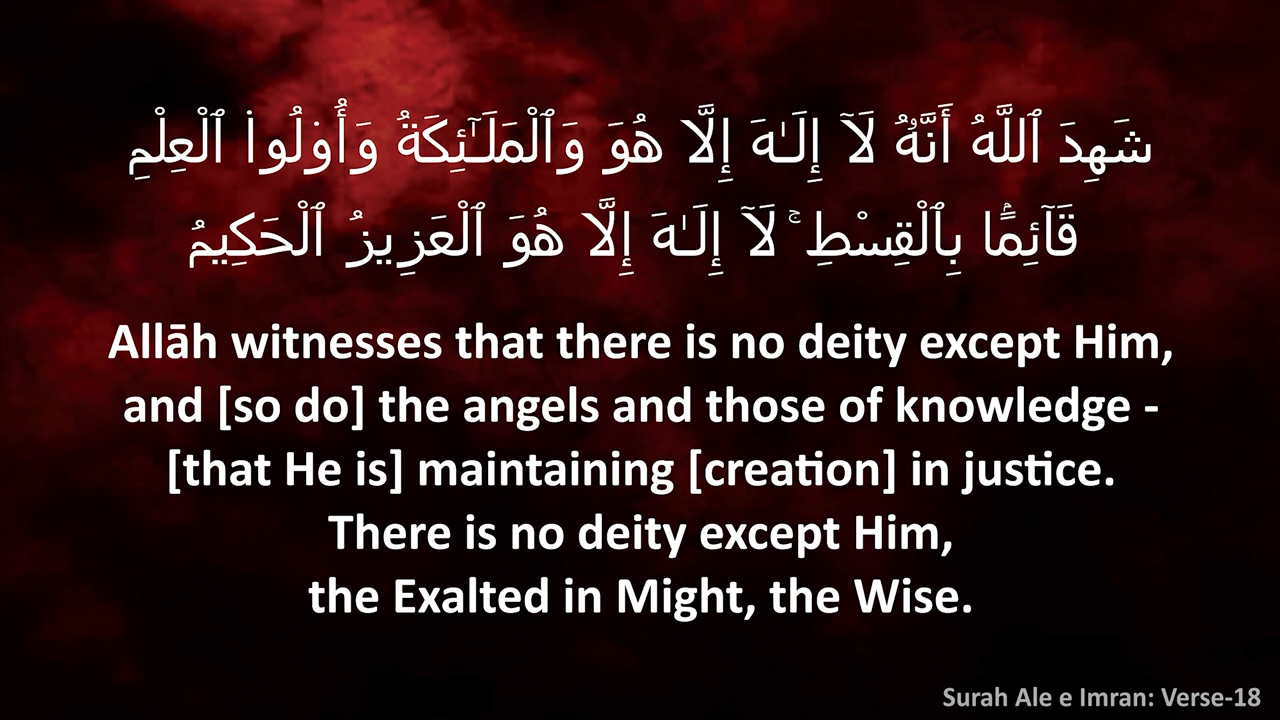 شَهِدَ ٱللَّهُ أَنَّهُۥ لَآ إِلَـٰهَ إِلَّا هُوَ وَٱلْمَلَـٰٓئِكَةُ وَأُو۟لُوا۟ ٱلْعِلْمِ
قَآئِمًۢا بِٱلْقِسْطِ ۚ لَآ إِلَـٰهَ إِلَّا هُوَ ٱلْعَزِيزُ ٱلْحَكِيمُ
Allāh witnesses that there is no deity except Him,
and [so do] the angels and those of knowledge -
[that He is] maintaining [creation] in justice.
There is no deity except Him,
the Exalted in Might, the Wise.
Surah Ale e Imran: Verse-18